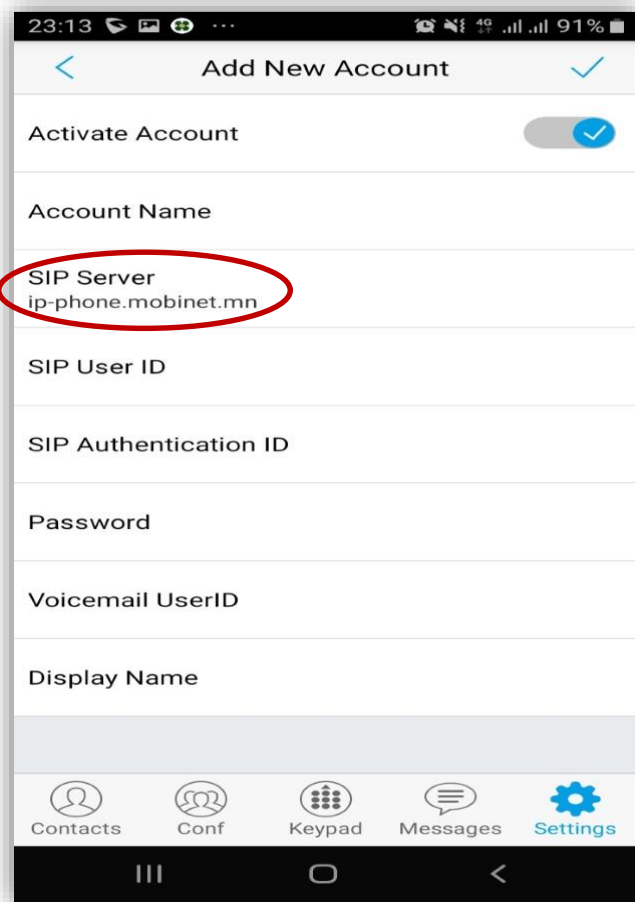 23:13 ... 4G 91%
Add New Account
Activate Account
Account Name
SIP Server
ip-phone.mobinet.mn
SIP User ID
SIP Authentication ID
Password
Voicemail UserID
Display Name
Contacts Conf Keypad Messages Settings